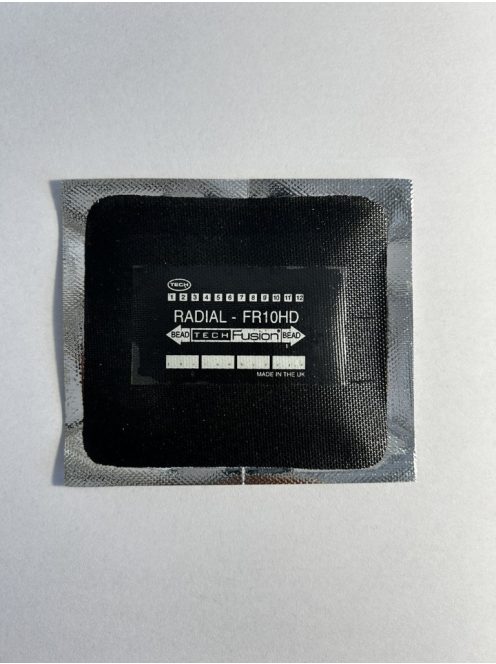 TECH
1 2 3 4 5 6 7 8 9 10 11 12
RADIAL - FR10HD
BEAD TECH Fusion® BEAD
MADE IN THE UK